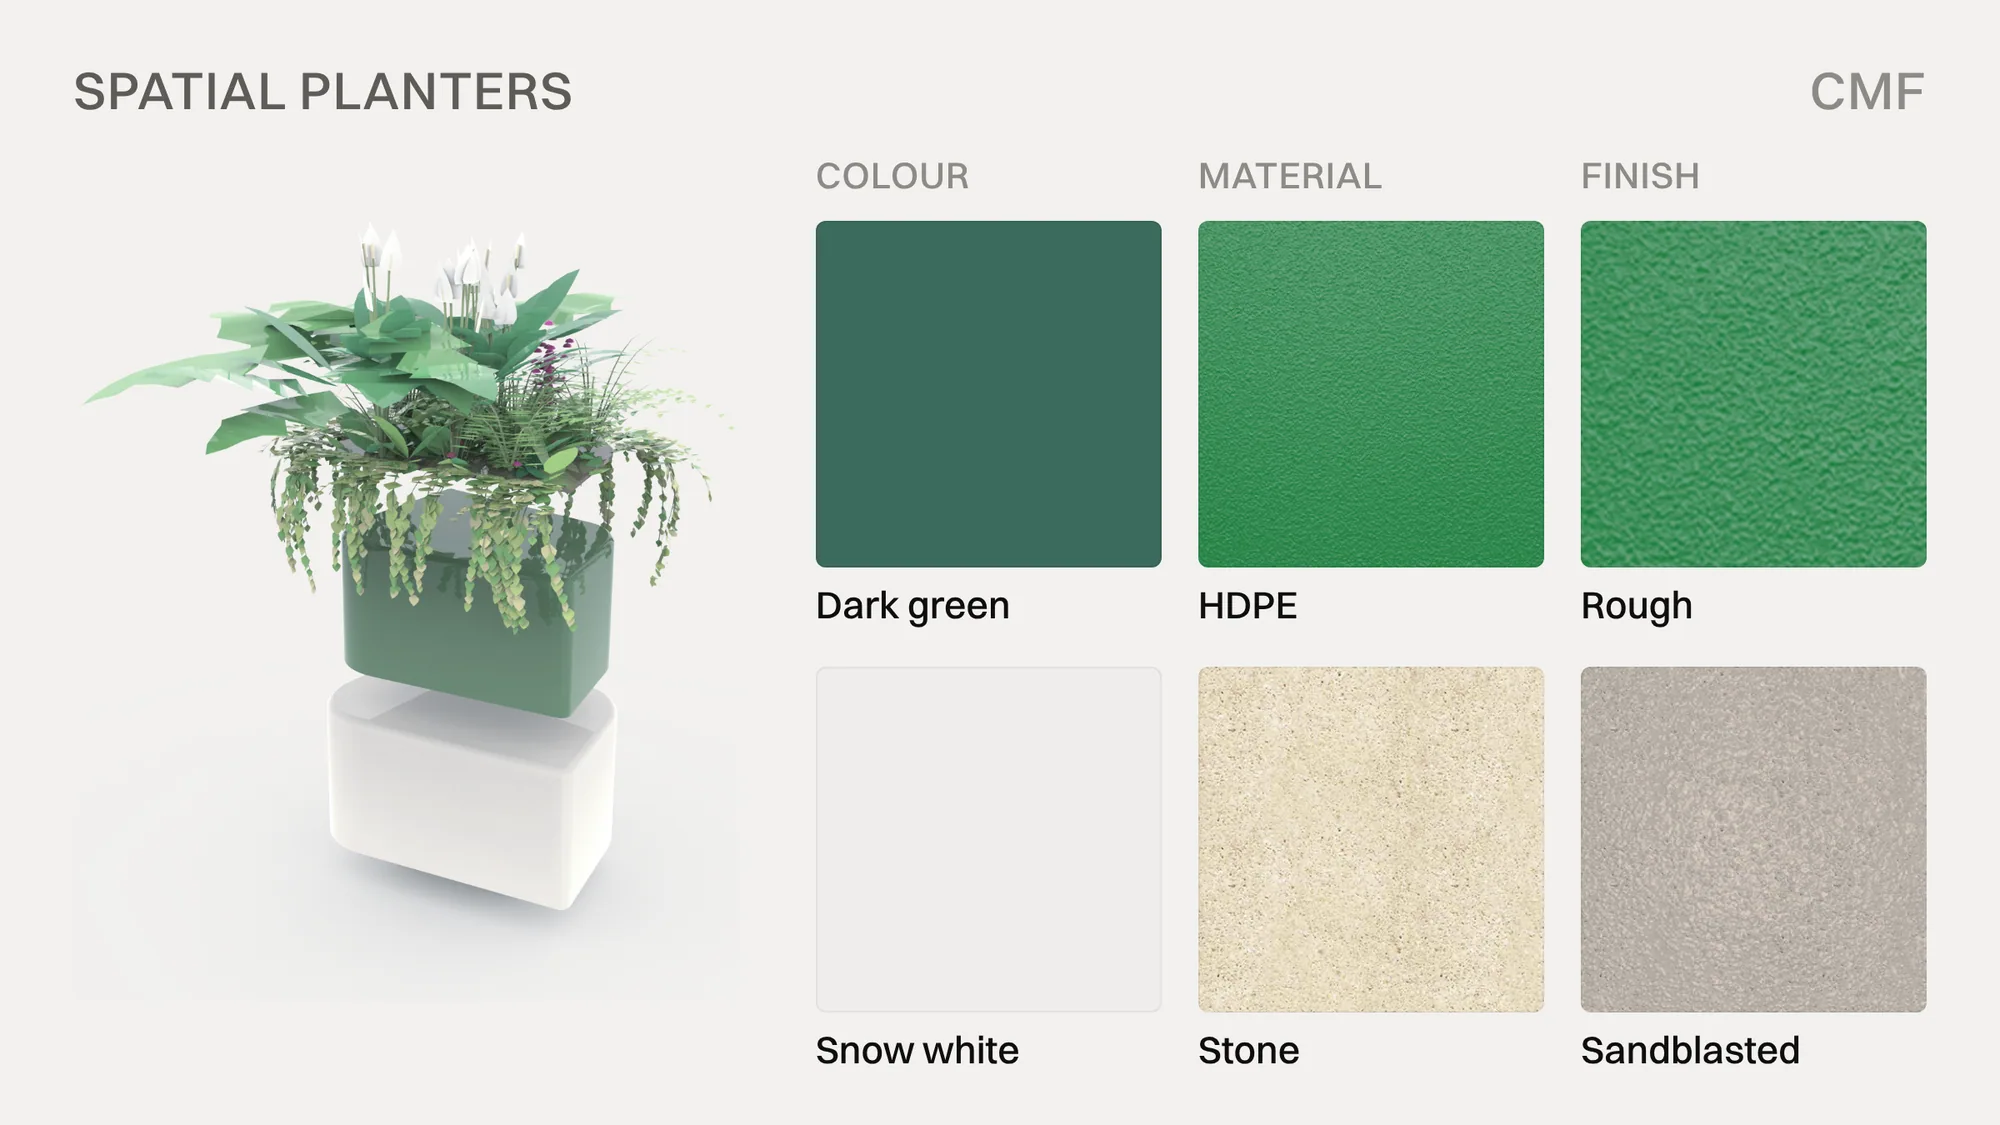 SPATIAL PLANTERS
CMF
COLOUR
MATERIAL
FINISH
Dark green
HDPE
Rough
Snow white
Stone
Sandblasted